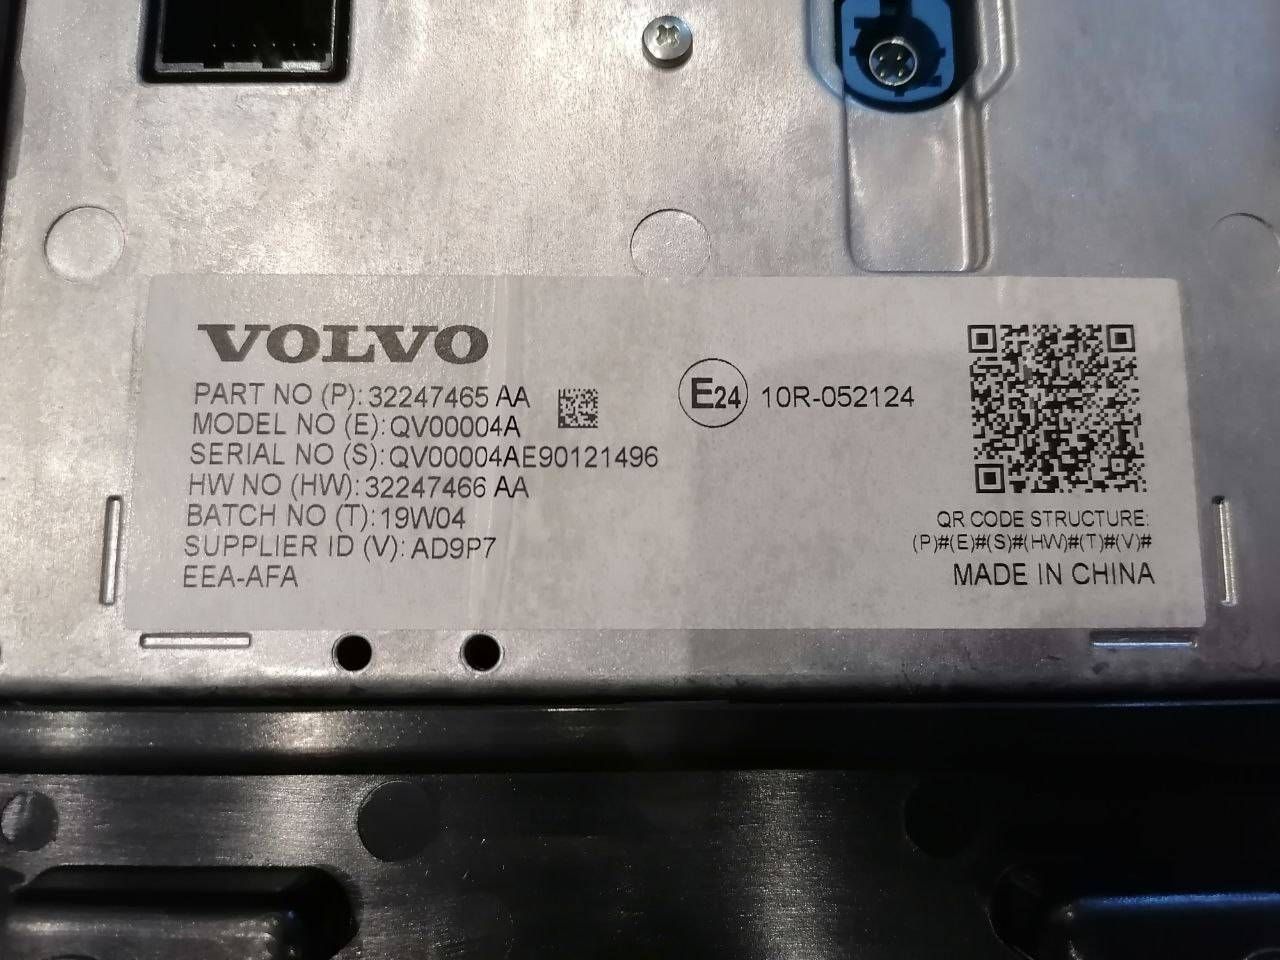 VOLVO
PART NO (P): 32247465 AA
MODEL NO (E): QV00004A
SERIAL NO (S): QV00004AE90121496
HW NO (HW): 32247466 AA
BATCH NO (T): 19W04
SUPPLIER ID (V): AD9P7
EEA-AFA
E24 10R-052124
QR CODE STRUCTURE:
(P)#(E)#(S)#(HW)#(T)#(V)#
MADE IN CHINA